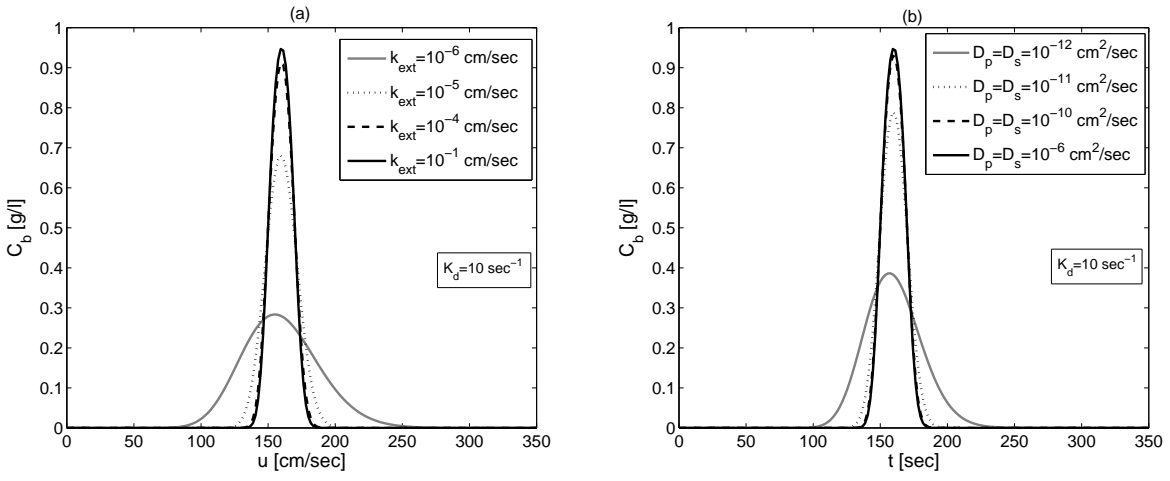 (a)
1
0.9
0.8
0.7
0.6
0.5
0.4
0.3
0.2
0.1
0
C_b [g/l]
k_ext=10^−6 cm/sec
k_ext=10^−5 cm/sec
k_ext=10^−4 cm/sec
k_ext=10^−1 cm/sec
K_d=10 sec^−1
0 50 100 150 200 250 300 350
u [cm/sec]
(b)
1
0.9
0.8
0.7
0.6
0.5
0.4
0.3
0.2
0.1
0
C_b [g/l]
D_p=D_s=10^−12 cm^2/sec
D_p=D_s=10^−11 cm^2/sec
D_p=D_s=10^−10 cm^2/sec
D_p=D_s=10^−6 cm^2/sec
K_d=10 sec^−1
0 50 100 150 200 250 300 350
t [sec]